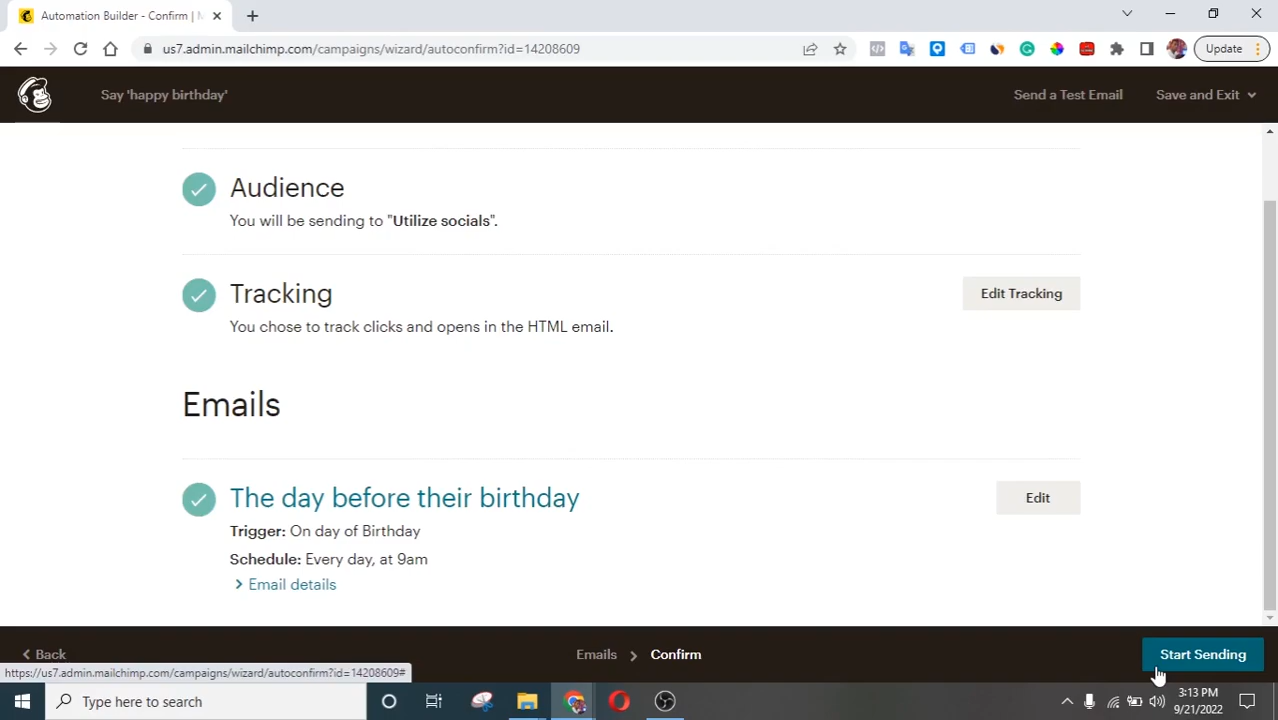 Automation Builder - Confirm | M
us7.admin.mailchimp.com/campaigns/wizard/autoconfirm?id=14208609
Update
Say 'happy birthday'
Send a Test Email
Save and Exit
Audience
You will be sending to "Utilize socials".
Tracking
Edit Tracking
You chose to track clicks and opens in the HTML email.
Emails
The day before their birthday
Edit
Trigger: On day of Birthday
Schedule: Every day, at 9am
> Email details
Back
Emails > Confirm
Start Sending
https://us7.admin.mailchimp.com/campaigns/wizard/autoconfirm?id=14208609#
Type here to search
3:13 PM
9/21/2022